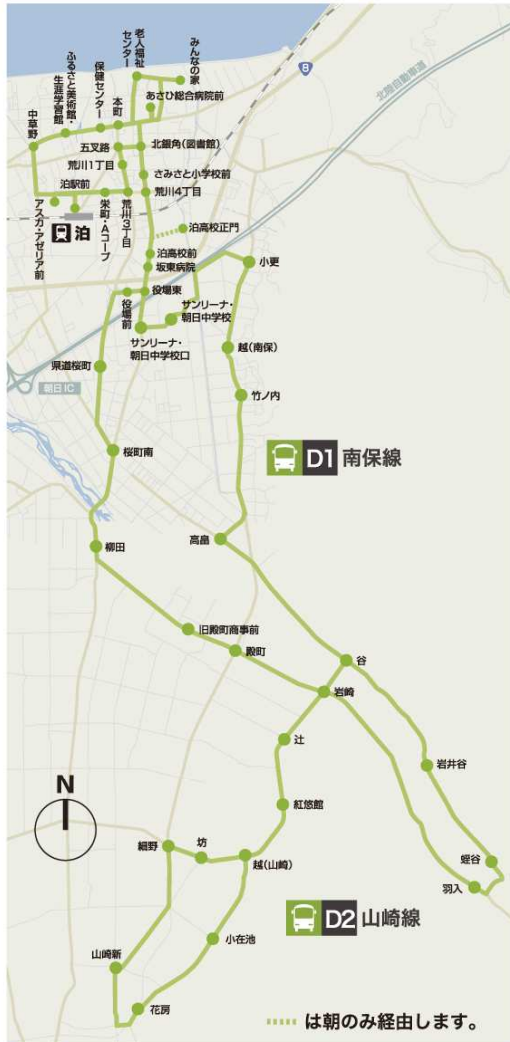 老人福祉
センター
みんなの家
あさひ総合病院前
ふるさと美術館・
生涯学習館
保健センター
本町
中草野
五叉路
北銀角(図書館)
荒川1丁目
さみさと小学校前
泊駅前
荒川4丁目
アスカ・アゼリア前
栄町・Aコープ
荒川3丁目
泊
泊高校正門
泊高校前
坂東病院
小更
役場東
役場前
サンリーナ・
朝日中学校
サンリーナ・
朝日中学校口
8
北陸自動車道
朝日IC
県道桜町
越(南保)
竹ノ内
桜町南
D1 南保線
柳田
高畠
旧殿町商事前
殿町
谷
岩崎
辻
岩井谷
紅悠館
N
細野
坊
越(山崎)
蛭谷
羽入
D2 山崎線
小在池
山崎新
花房
は朝のみ経由します。